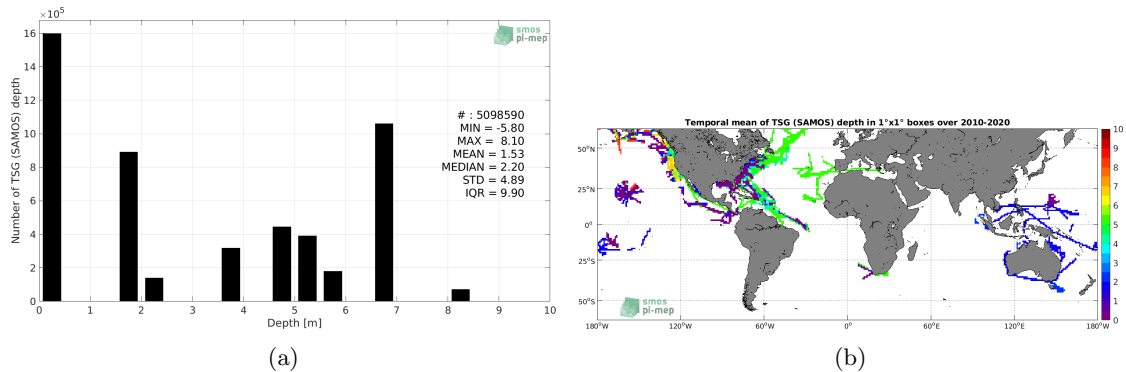 ×10⁵
16
14
12
10
8
6
4
2
0
Number of TSG (SAMOS) depth
0 1 2 3 4 5 6 7 8 9 10
Depth [m]
smos
pi-mep
# : 5098590
MIN = -5.80
MAX = 8.10
MEAN = 1.53
MEDIAN = 2.20
STD = 4.89
IQR = 9.90
(a)
Temporal mean of TSG (SAMOS) depth in 1°x1° boxes over 2010-2020
50°N
25°N
0°
25°S
50°S
180°W 120°W 60°W 0° 60°E 120°E 180°W
smos
pi-mep
10
9
8
7
6
5
4
3
2
1
0
(b)